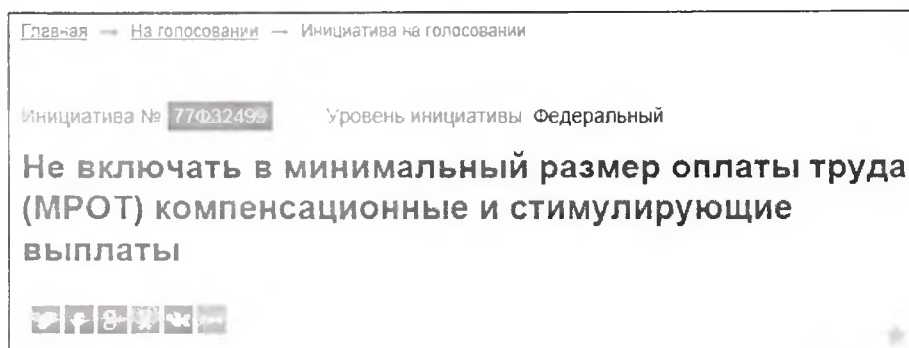 Главная → На голосовании → Инициатива на голосовании
Инициатива № 77Ф32499 Уровень инициативы Федеральный
Не включать в минимальный размер оплаты труда
(МРОТ) компенсационные и стимулирующие
выплаты